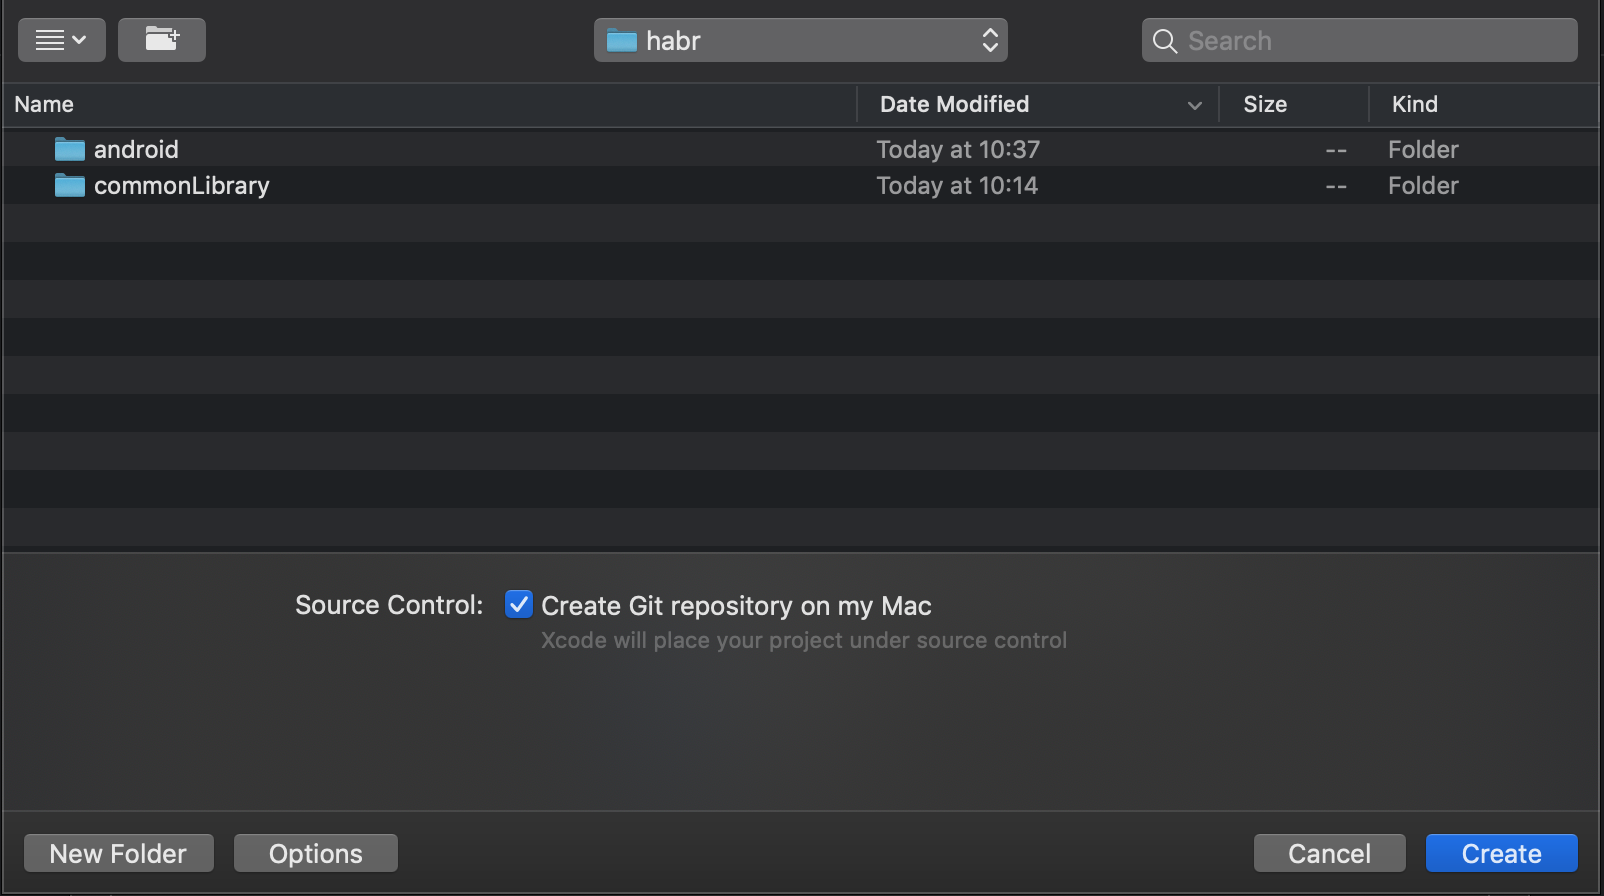 habr
Search
Name Date Modified Size Kind
android Today at 10:37 -- Folder
commonLibrary Today at 10:14 -- Folder
Source Control: Create Git repository on my Mac
Xcode will place your project under source control
New Folder Options Cancel Create